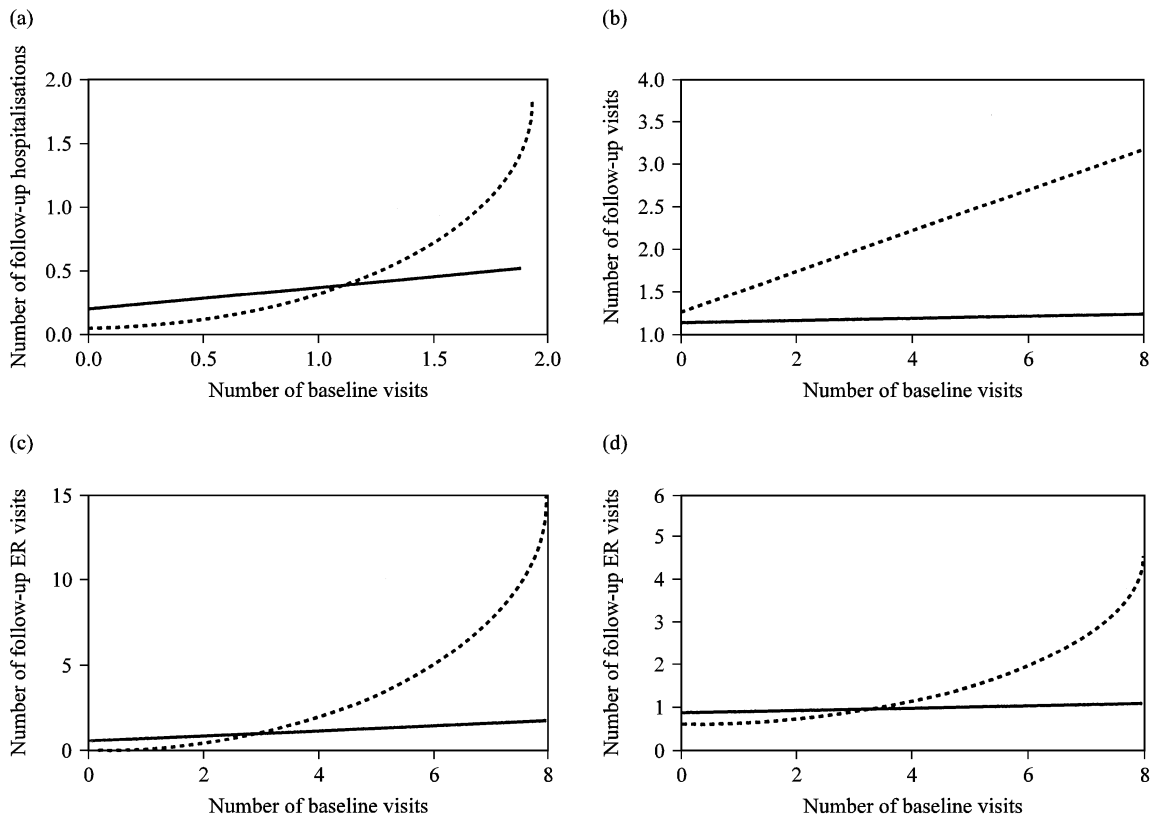 (a)
Number of follow-up hospitalisations
2.0
1.5
1.0
0.5
0.0
0.0 0.5 1.0 1.5 2.0
Number of baseline visits
(b)
Number of follow-up visits
4.0
3.5
3.0
2.5
2.0
1.5
1.0
0 2 4 6 8
Number of baseline visits
(c)
Number of follow-up ER visits
15
10
5
0
0 2 4 6 8
Number of baseline visits
(d)
Number of follow-up ER visits
6
5
4
3
2
1
0
0 2 4 6 8
Number of baseline visits